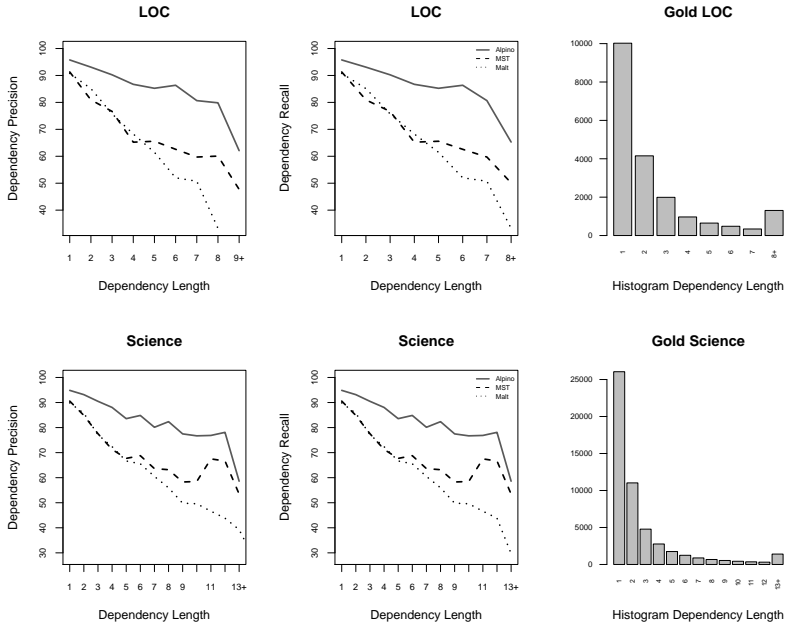 LOC
Dependency Precision
100
90
80
70
60
50
40
1 2 3 4 5 6 7 8 9+
Dependency Length
LOC
Dependency Recall
100
90
80
70
60
50
40
Alpino
MST
Malt
1 2 3 4 5 6 7 8+
Dependency Length
Gold LOC
10000
8000
6000
4000
2000
0
1 2 3 4 5 6 7 8+
Histogram Dependency Length
Science
Dependency Precision
100
90
80
70
60
50
40
30
1 2 3 4 5 6 7 8 9 11 13+
Dependency Length
Science
Dependency Recall
100
90
80
70
60
50
40
30
Alpino
MST
Malt
1 2 3 4 5 6 7 8 9 11 13+
Dependency Length
Gold Science
25000
20000
15000
10000
5000
0
1 2 3 4 5 6 7 8 9 10 11 12 13+
Histogram Dependency Length